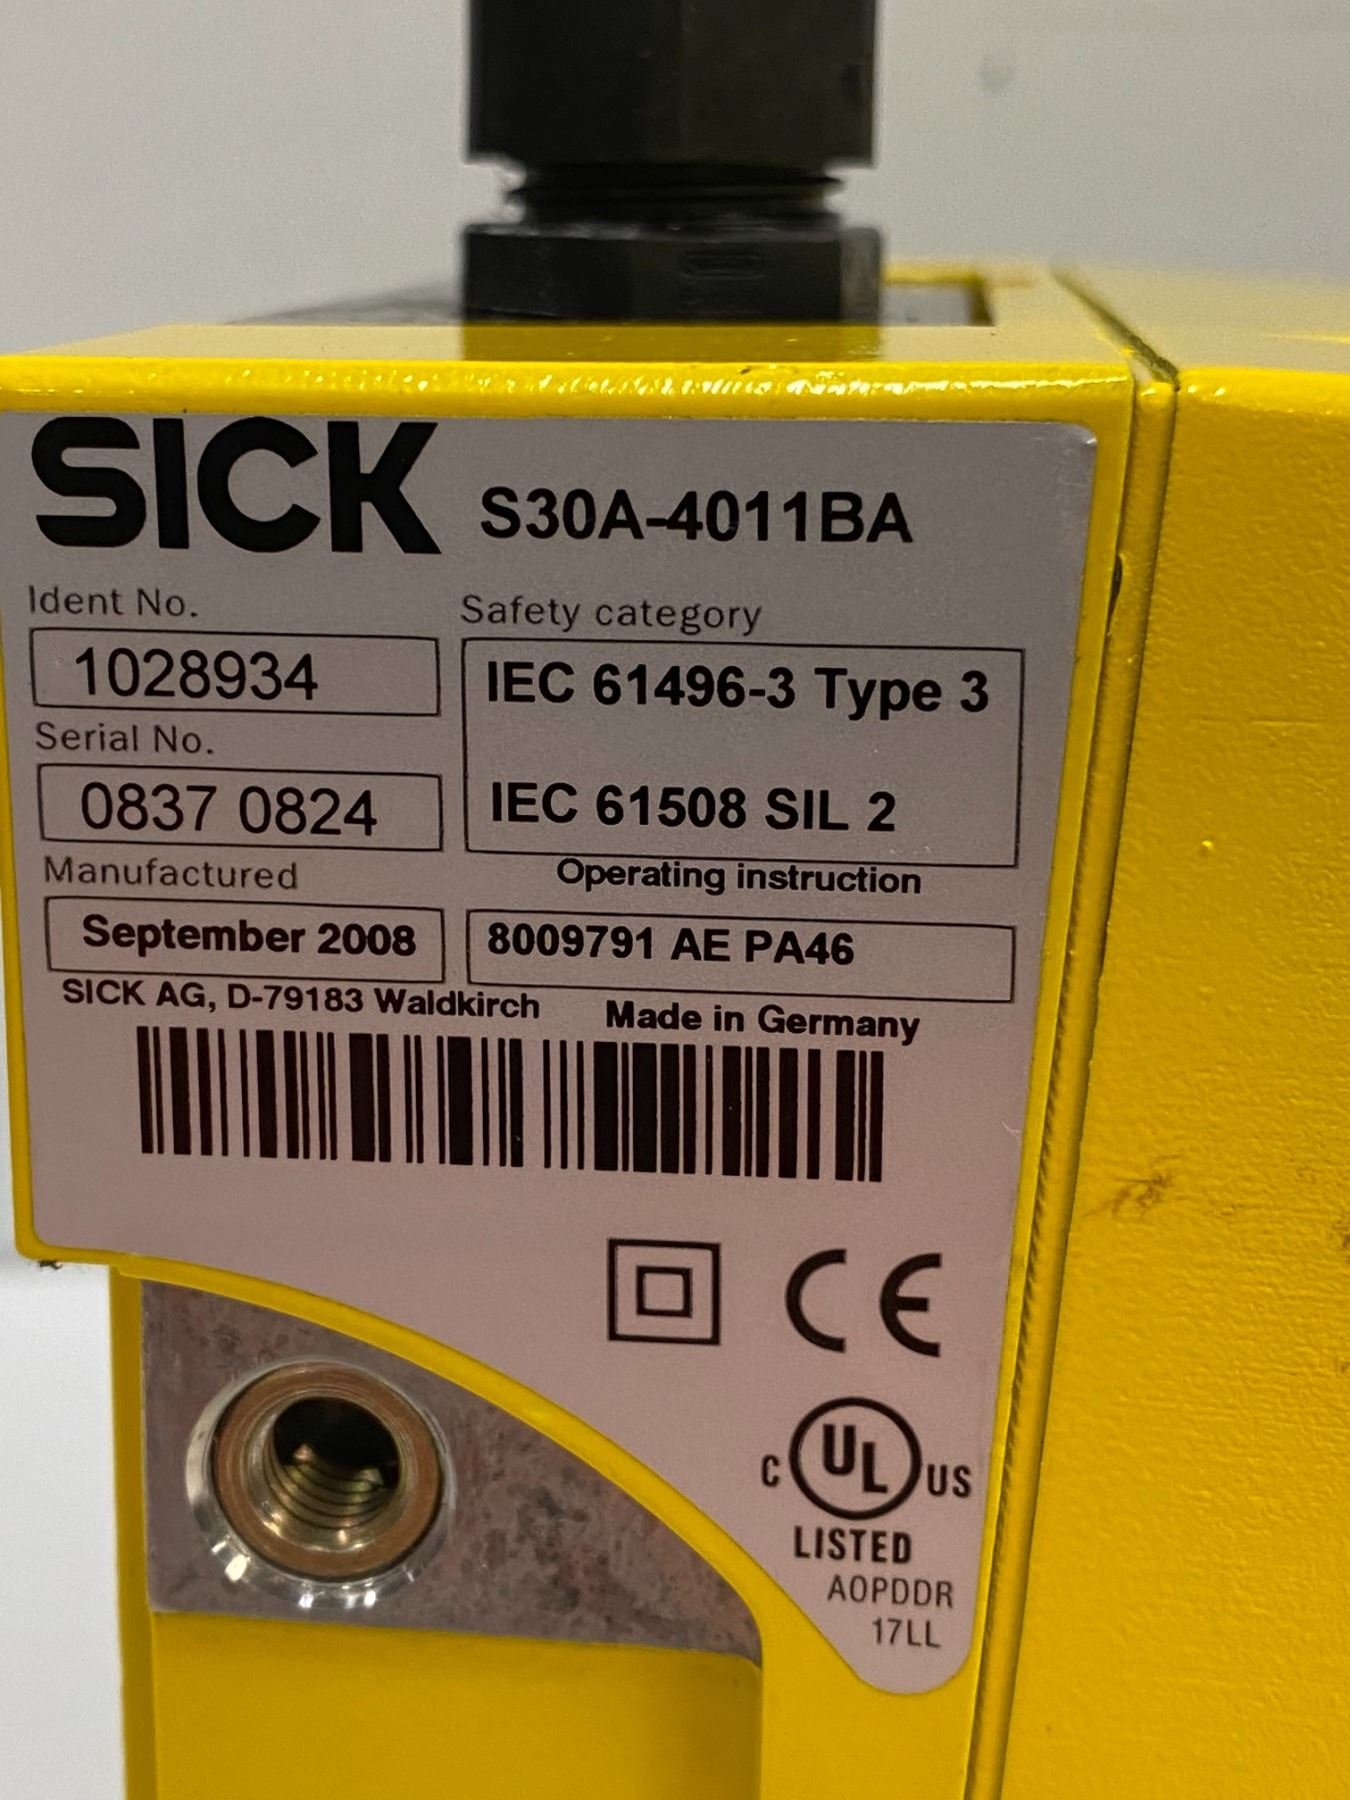 SICK S30A-4011BA
Ident No. Safety category
1028934 IEC 61496-3 Type 3
Serial No.
0837 0824 IEC 61508 SIL 2
Manufactured Operating instruction
September 2008 8009791 AE PA46
SICK AG, D-79183 Waldkirch Made in Germany
CE
C UL US
LISTED
AOPDDR
17LL